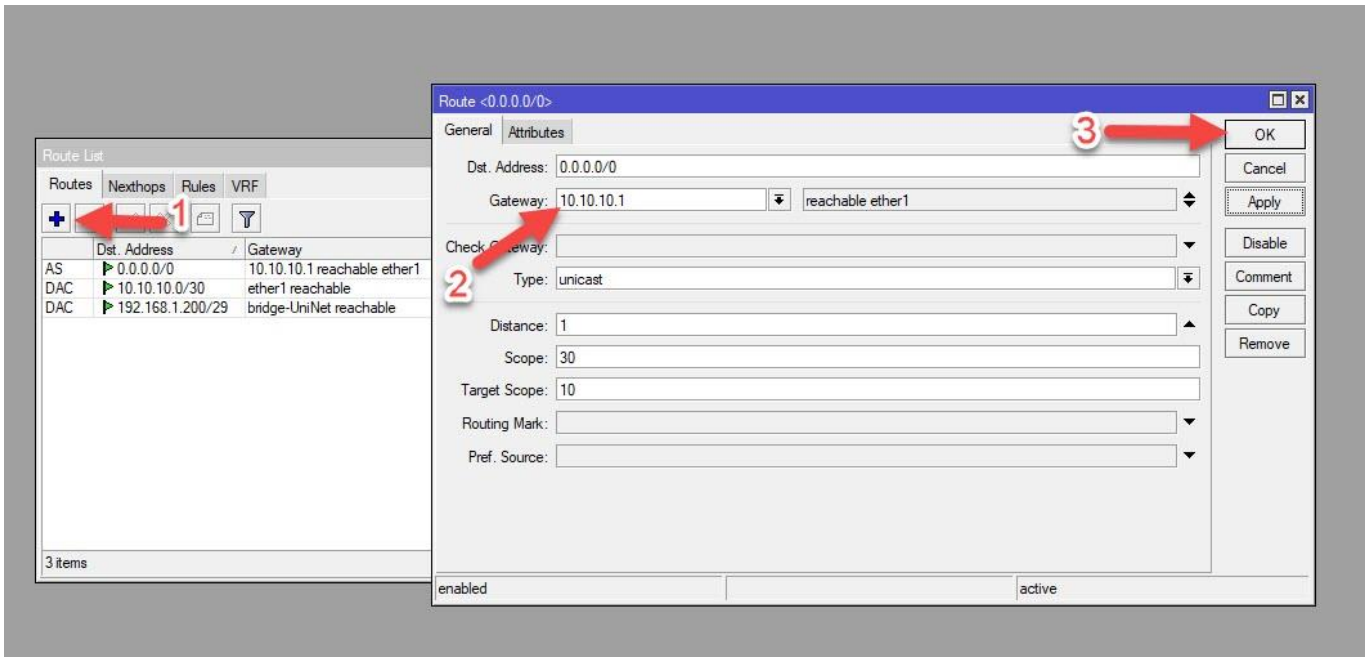 Route List
Routes Nexthops Rules VRF
1
Dst. Address / Gateway
AS 0.0.0.0/0 10.10.10.1 reachable ether1
DAC 10.10.10.0/30 ether1 reachable
DAC 192.168.1.200/29 bridge-UniNet reachable
3 items
Route <0.0.0.0/0>
General Attributes
3
OK
Dst. Address: 0.0.0.0/0
Cancel
Gateway: 10.10.10.1 reachable ether1
Apply
Check Gateway:
Disable
2
Type: unicast
Comment
Copy
Distance: 1
Remove
Scope: 30
Target Scope: 10
Routing Mark:
Pref. Source:
enabled active